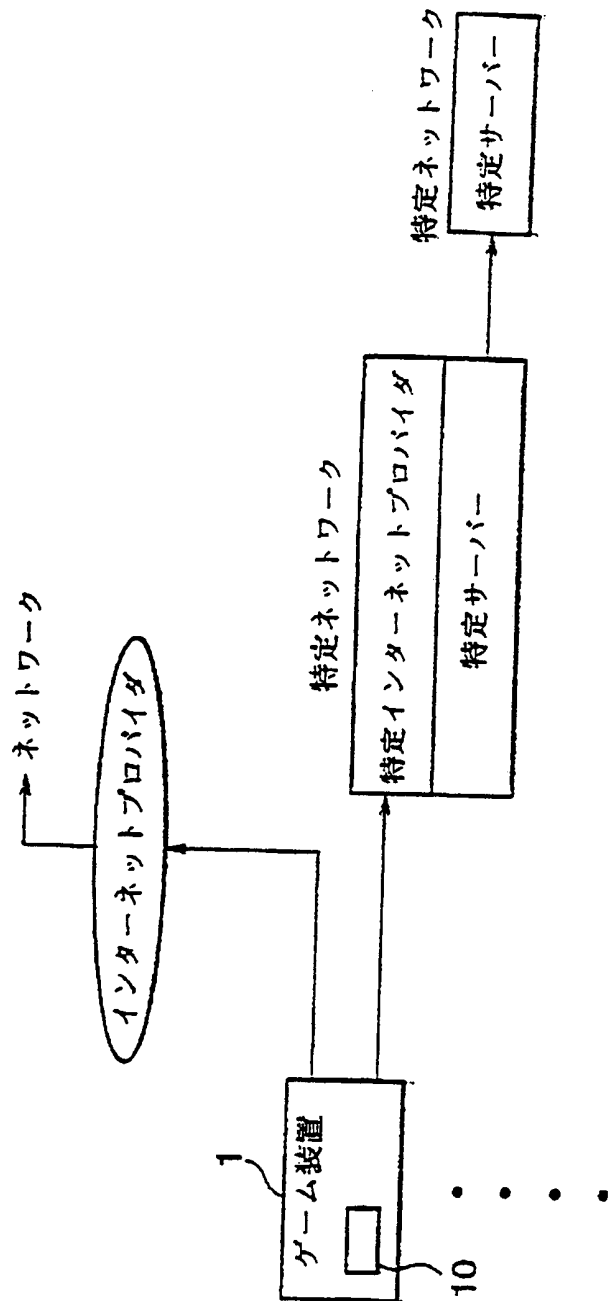 ネットワーク
インターネットプロバイダ
1
ゲーム装置
10
特定ネットワーク
特定インターネットプロバイダ
特定サーバー
特定ネットワーク
特定サーバー